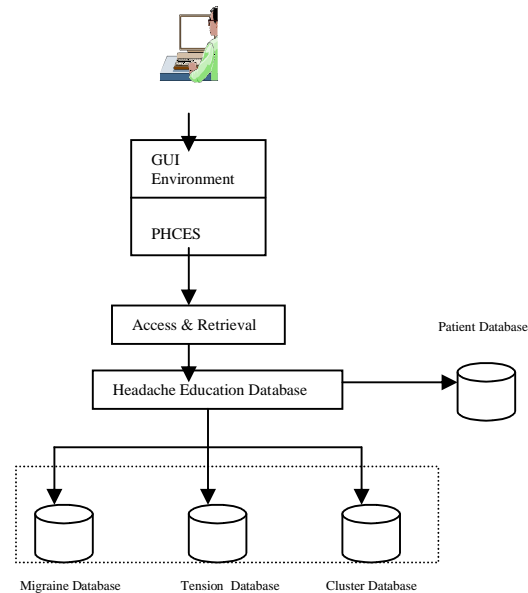 GUI
Environment
PHCES
Access & Retrieval
Patient Database
Headache Education Database
Migraine Database
Tension Database
Cluster Database